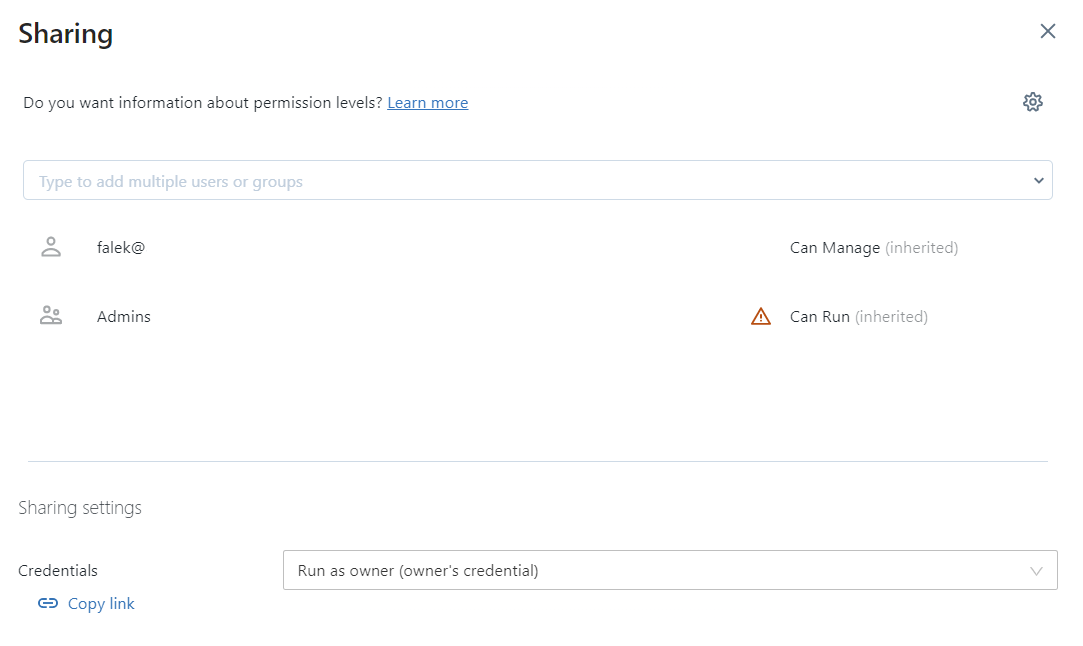 Sharing
Do you want information about permission levels? Learn more
Type to add multiple users or groups
falek@ Can Manage (inherited)
Admins Can Run (inherited)
Sharing settings
Credentials Run as owner (owner's credential)
Copy link